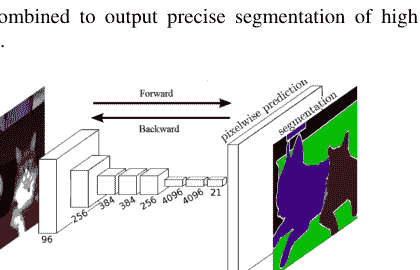 ombined to output precise segmentation of high
.
Forward
Backward
pixelwise prediction
segmentation
96
256
384
384
256
4096
4096
21